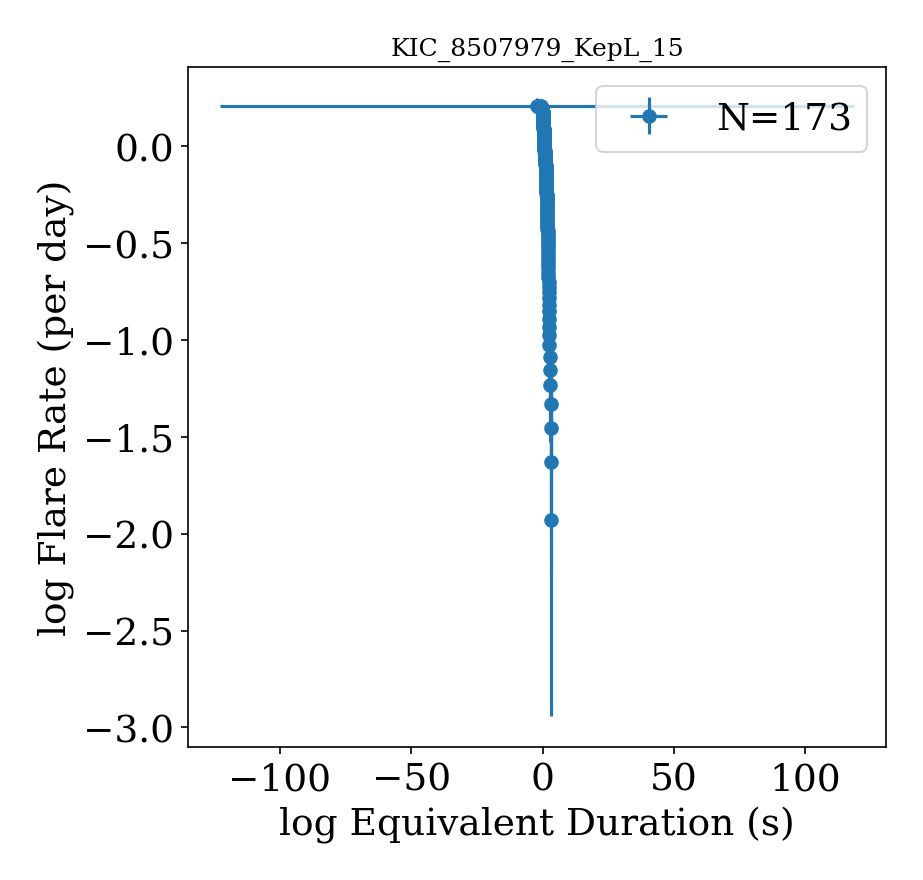 KIC_8507979_KepL_15
N=173
log Flare Rate (per day)
0.0
−0.5
−1.0
−1.5
−2.0
−2.5
−3.0
−100 −50 0 50 100
log Equivalent Duration (s)